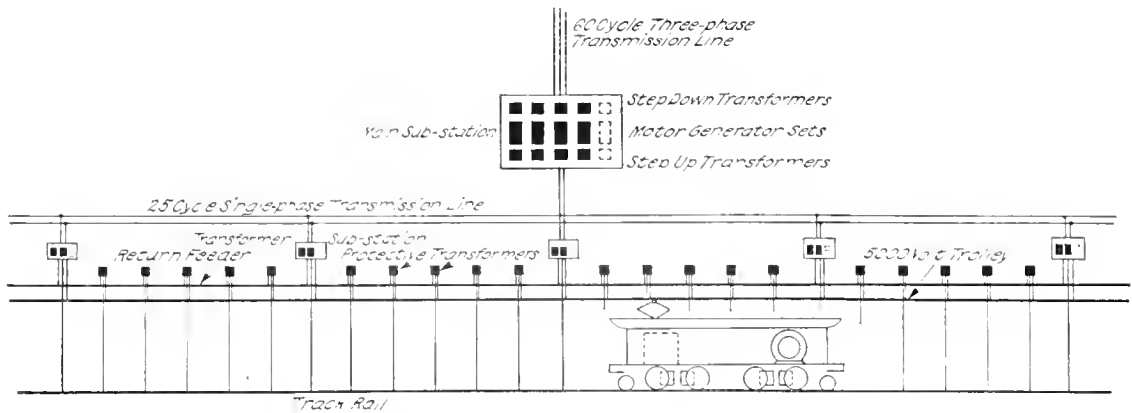 60 Cycle Three-phase
Transmission Line
Step Down Transformers
Main Sub-station
Motor Generator Sets
Step Up Transformers
25 Cycle Single-phase Transmission Line
Transformer Sub-station
Return Feeder
Protective Transformers
5000 Volt Trolley
Track Rail